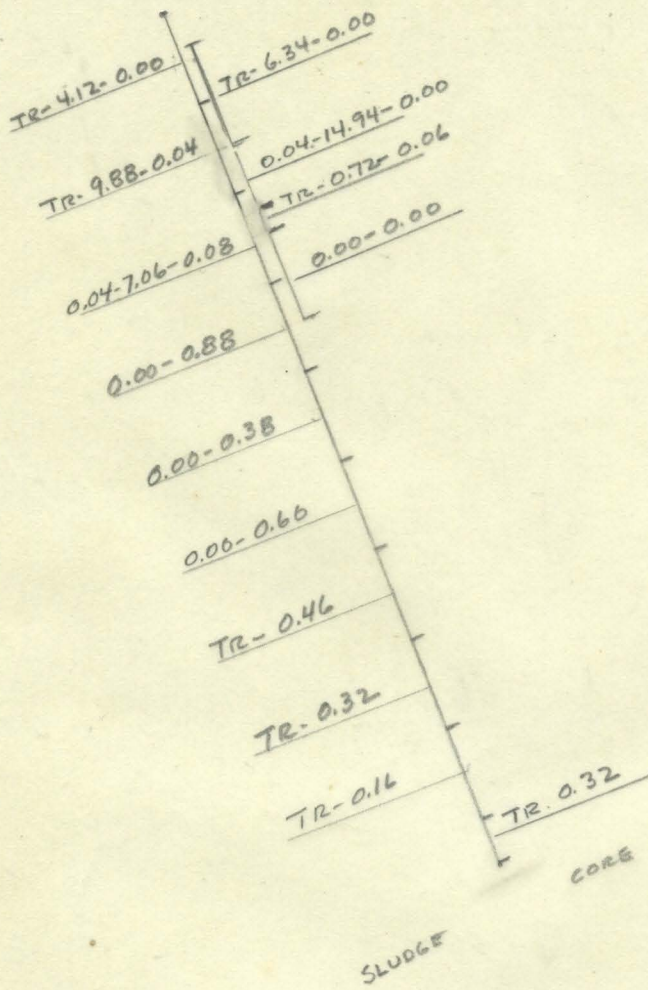 TR- 4.12- 0.00
TR- 6.34- 0.00
TR- 9.88- 0.04
0.04-14.94- 0.00
TR- 0.72- 0.06
0.04-7.06-0.08
0.00- 0.00
0.00- 0.88
0.00- 0.38
0.00- 0.60
TR- 0.46
TR- 0.32
TR- 0.16
TR. 0.32
CORE
SLUDGE